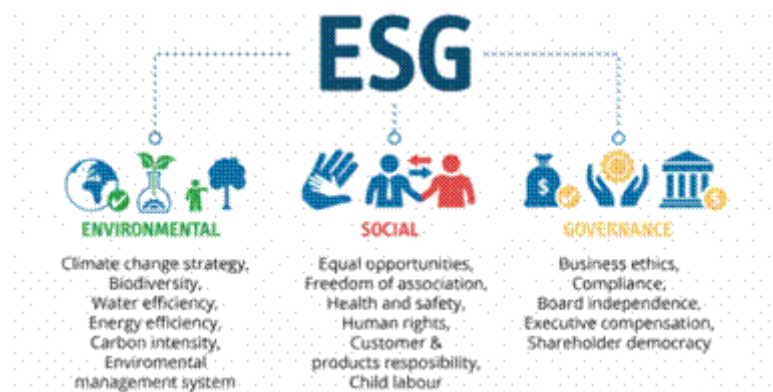 ESG
ENVIRONMENTAL
Climate change strategy,
Biodiversity,
Water efficiency,
Energy efficiency,
Carbon intensity,
Enviromental
management system
SOCIAL
Equal opportunities,
Freedom of association,
Health and safety,
Human rights,
Customer &
products resposibility,
Child labour
$
$
GOVERNANCE
Business ethics,
Compliance,
Board independence,
Executive compensation,
Shareholder democracy